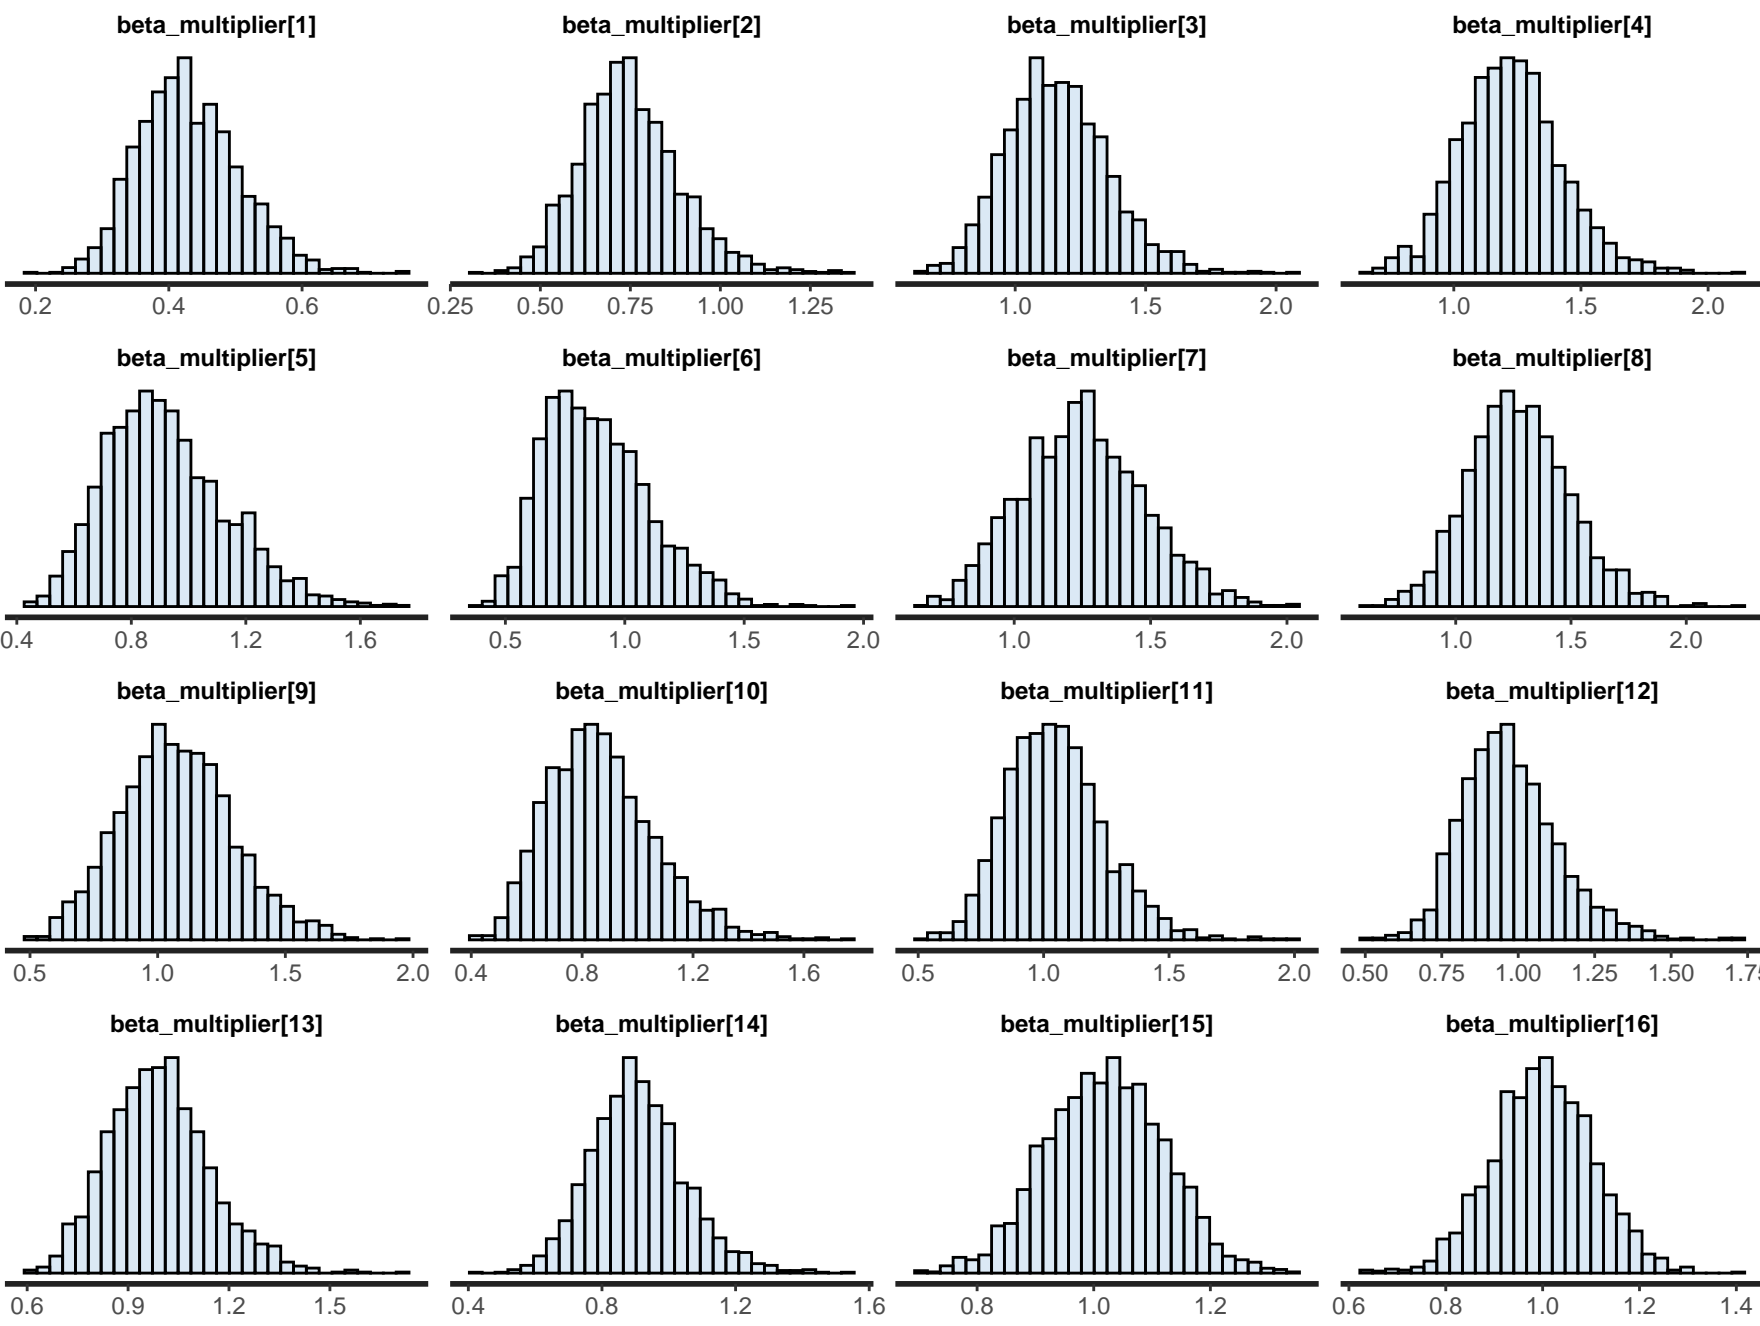 beta_multiplier[1] beta_multiplier[2] beta_multiplier[3] beta_multiplier[4]
0.2 0.4 0.6 0.25 0.50 0.75 1.00 1.25 1.0 1.5 2.0 1.0 1.5 2.0
beta_multiplier[5] beta_multiplier[6] beta_multiplier[7] beta_multiplier[8]
0.4 0.8 1.2 1.6 0.5 1.0 1.5 2.0 1.0 1.5 2.0 1.0 1.5 2.0
beta_multiplier[9] beta_multiplier[10] beta_multiplier[11] beta_multiplier[12]
0.5 1.0 1.5 2.0 0.4 0.8 1.2 1.6 0.5 1.0 1.5 2.0 0.50 0.75 1.00 1.25 1.50 1.75
beta_multiplier[13] beta_multiplier[14] beta_multiplier[15] beta_multiplier[16]
0.6 0.9 1.2 1.5 0.4 0.8 1.2 1.6 0.8 1.0 1.2 0.6 0.8 1.0 1.2 1.4